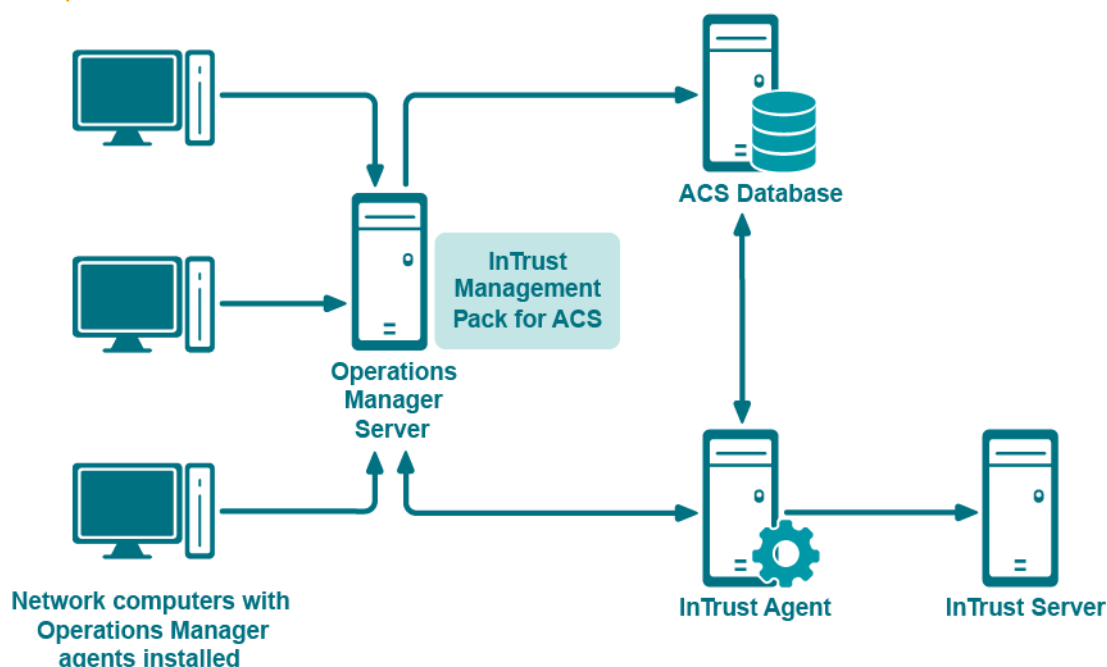 ACS Database
InTrust
Management
Pack for ACS
Operations
Manager
Server
InTrust Agent
InTrust Server
Network computers with
Operations Manager
agents installed